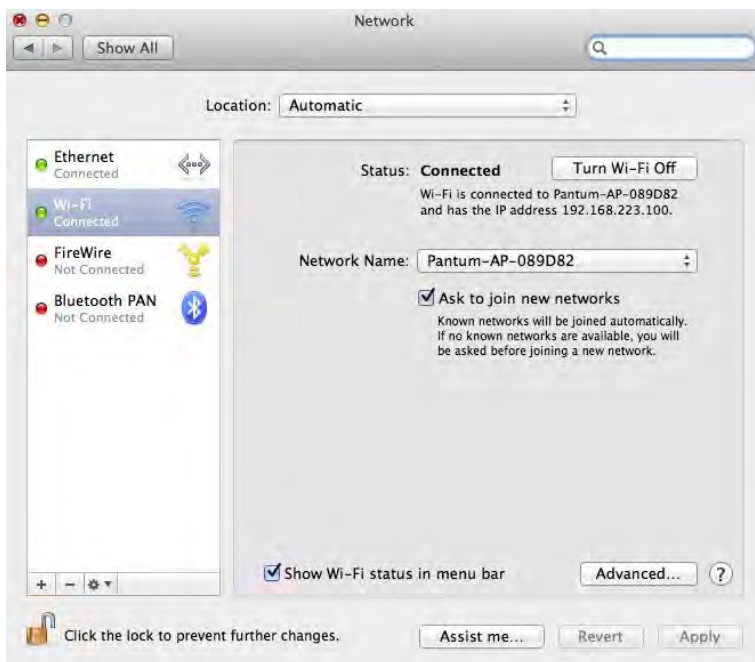 Network
Show All
Location: Automatic
Ethernet
Connected
Wi-Fi
Connected
FireWire
Not Connected
Bluetooth PAN
Not Connected
Status: Connected
Turn Wi-Fi Off
Wi-Fi is connected to Pantum-AP-089D82
and has the IP address 192.168.223.100.
Network Name: Pantum-AP-089D82
Ask to join new networks
Known networks will be joined automatically.
If no known networks are available, you will
be asked before joining a new network.
Show Wi-Fi status in menu bar
Advanced...
?
Click the lock to prevent further changes.
Assist me...
Revert
Apply